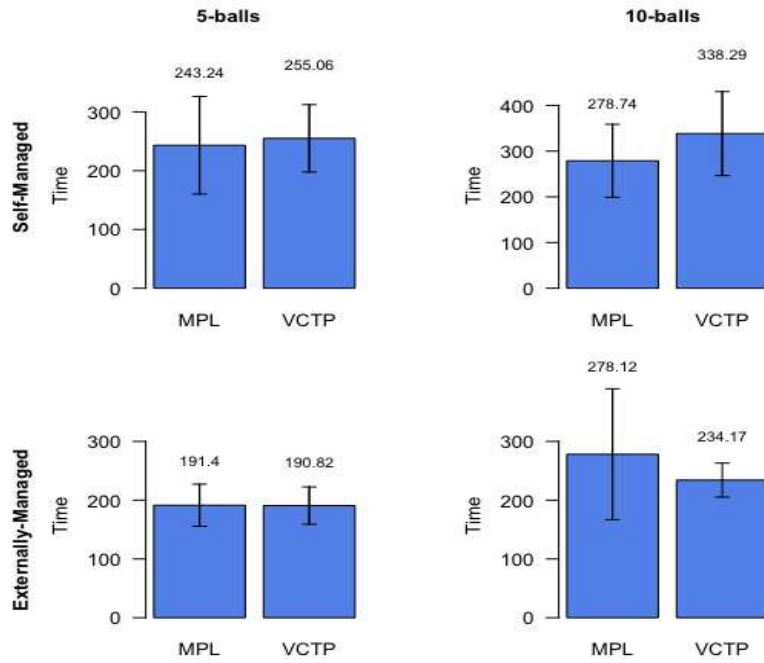 5-balls
10-balls
Self-Managed
Time
243.24
255.06
300
200
100
0
MPL
VCTP
Time
278.74
338.29
400
300
200
100
0
MPL
VCTP
Externally-Managed
Time
191.4
190.82
300
200
100
0
MPL
VCTP
Time
278.12
234.17
300
200
100
0
MPL
VCTP